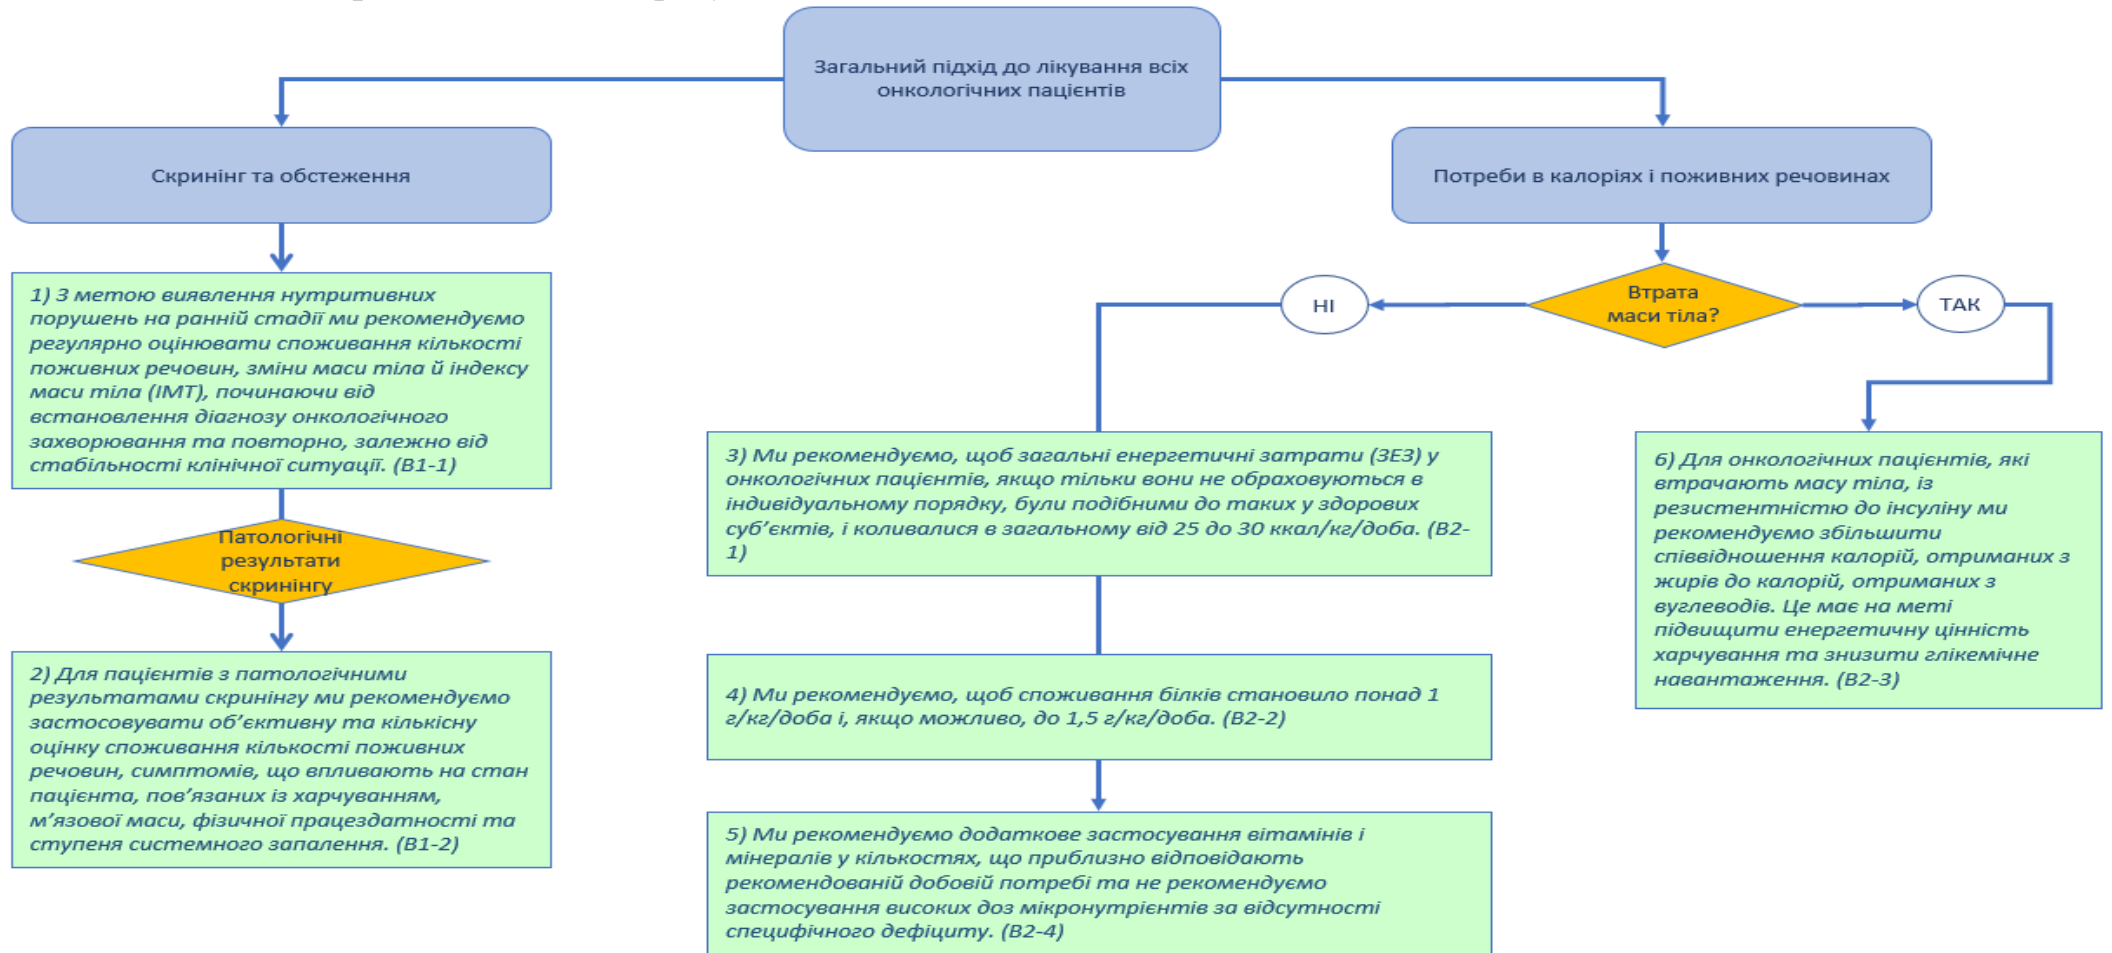 Загальний підхід до лікування всіх
онкологічних пацієнтів
Скринінг та обстеження
Потреби в калоріях і поживних речовинах
1) З метою виявлення нутритивних
порушень на ранній стадії ми рекомендуємо
регулярно оцінювати споживання кількості
поживних речовин, зміни маси тіла й індексу
маси тіла (ІМТ), починаючи від
встановлення діагнозу онкологічного
захворювання та повторно, залежно від
стабільності клінічної ситуації. (В1-1)
Патологічні
результати
скринінгу
2) Для пацієнтів з патологічними
результатами скринінгу ми рекомендуємо
застосовувати об’єктивну та кількісну
оцінку споживання кількості поживних
речовин, симптомів, що впливають на стан
пацієнта, пов’язаних із харчуванням,
м’язової маси, фізичної працездатності та
ступеня системного запалення. (В1-2)
Втрата
маси тіла?
НІ
ТАК
3) Ми рекомендуємо, щоб загальні енергетичні затрати (ЗЕЗ) у
онкологічних пацієнтів, якщо тільки вони не обраховуються в
індивідуальному порядку, були подібними до таких у здорових
суб’єктів, і коливалися в загальному від 25 до 30 ккал/кг/доба. (В2-
1)
4) Ми рекомендуємо, щоб споживання білків становило понад 1
г/кг/доба і, якщо можливо, до 1,5 г/кг/доба. (В2-2)
5) Ми рекомендуємо додаткове застосування вітамінів і
мінералів у кількостях, що приблизно відповідають
рекомендованій добовій потребі та не рекомендуємо
застосування високих доз мікронутрієнтів за відсутності
специфічного дефіциту. (В2-4)
6) Для онкологічних пацієнтів, які
втрачають масу тіла, із
резистентністю до інсуліну ми
рекомендуємо збільшити
співвідношення калорій, отриманих з
жирів до калорій, отриманих з
вуглеводів. Це має на меті
підвищити енергетичну цінність
харчування та знизити глікемічне
навантаження. (В2-3)